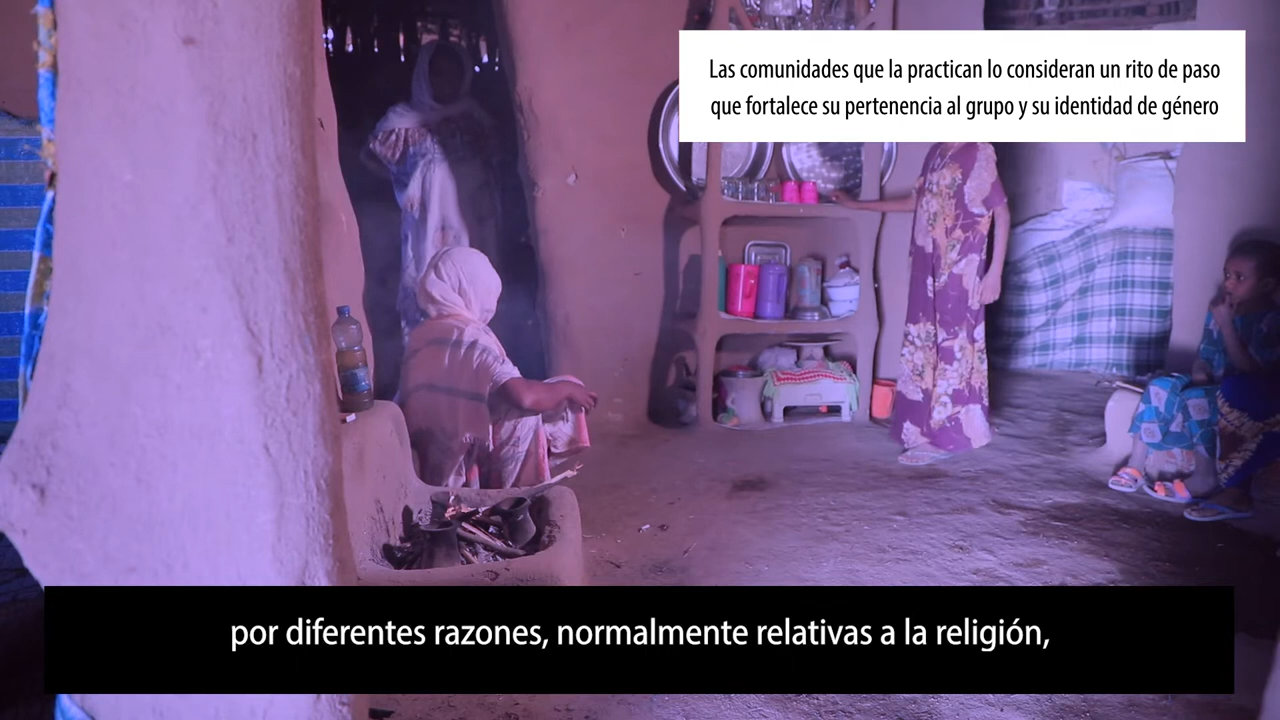 Las comunidades que la practican lo consideran un rito de paso
que fortalece su pertenencia al grupo y su identidad de género
por diferentes razones, normalmente relativas a la religión,